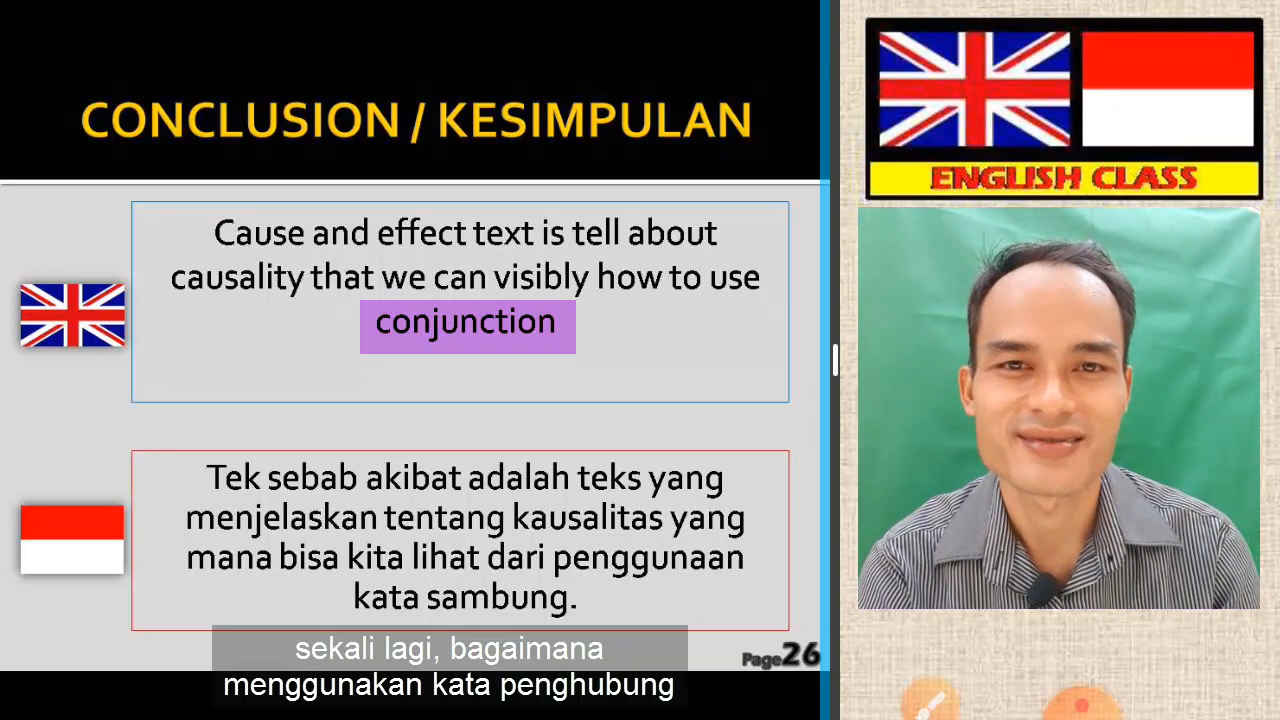 CONCLUSION / KESIMPULAN
Cause and effect text is tell about
causality that we can visibly how to use
conjunction
Tek sebab akibat adalah teks yang
menjelaskan tentang kausalitas yang
mana bisa kita lihat dari penggunaan
kata sambung.
sekali lagi, bagaimana
menggunakan kata penghubung
Page26
ENGLISH CLASS